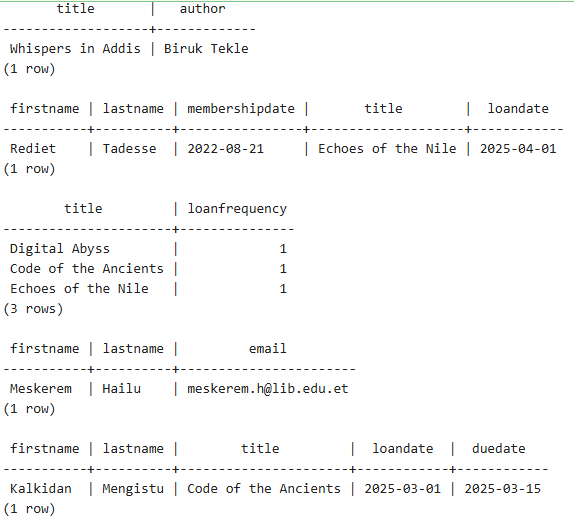 title        |   author
--------------------+-------------
 Whispers in Addis | Biruk Tekle
(1 row)

 firstname | lastname | membershipdate |       title        |  loandate
-----------+----------+----------------+--------------------+------------
 Rediet    | Tadesse  | 2022-08-21     | Echoes of the Nile | 2025-04-01
(1 row)

        title         | loanfrequency
----------------------+---------------
 Digital Abyss        |             1
 Code of the Ancients |             1
 Echoes of the Nile   |             1
(3 rows)

 firstname | lastname |         email
-----------+----------+----------------------
 Meskerem  | Hailu    | meskerem.h@lib.edu.et
(1 row)

 firstname | lastname |        title         |  loandate  |  duedate
-----------+----------+----------------------+------------+------------
 Kalkidan  | Mengistu | Code of the Ancients | 2025-03-01 | 2025-03-15
(1 row)